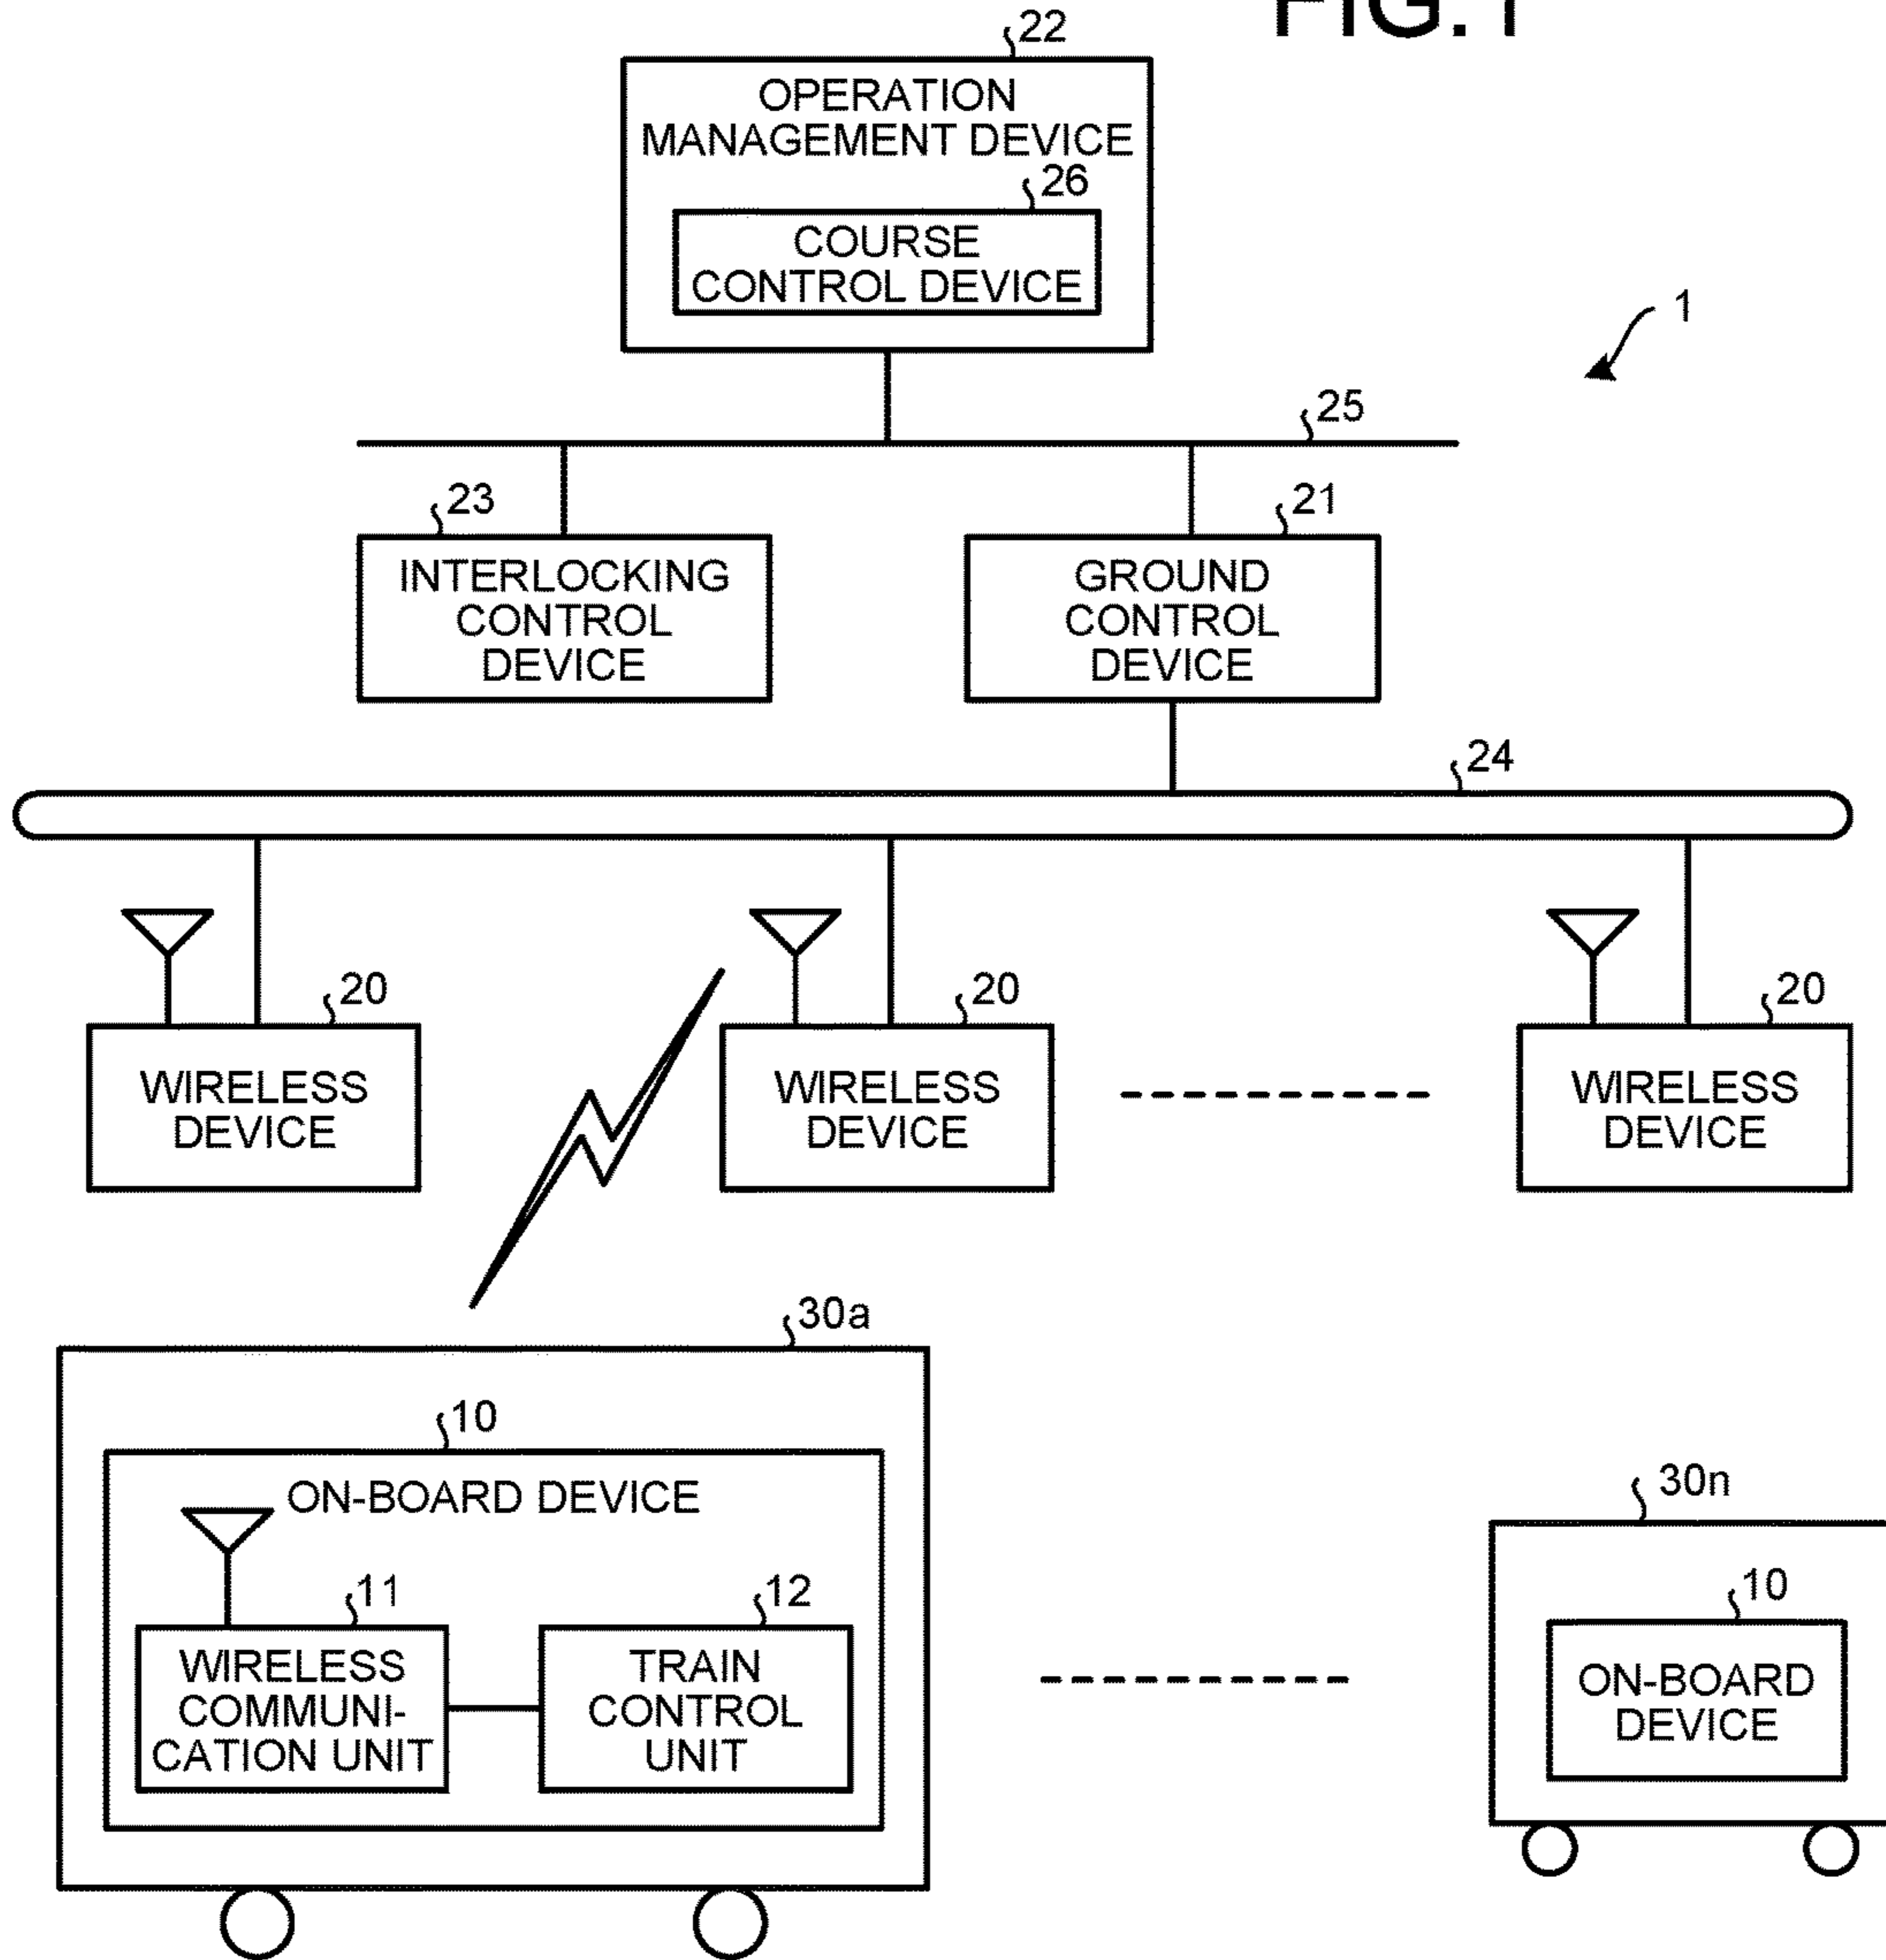 FIG.1
22
OPERATION
MANAGEMENT DEVICE
26
COURSE
CONTROL DEVICE
1
25
23
INTERLOCKING
CONTROL
DEVICE
21
GROUND
CONTROL
DEVICE
24
20
WIRELESS
DEVICE
20
WIRELESS
DEVICE
20
WIRELESS
DEVICE
30a
10
ON-BOARD DEVICE
11
WIRELESS
COMMUNI-
CATION UNIT
12
TRAIN
CONTROL
UNIT
30n
10
ON-BOARD
DEVICE